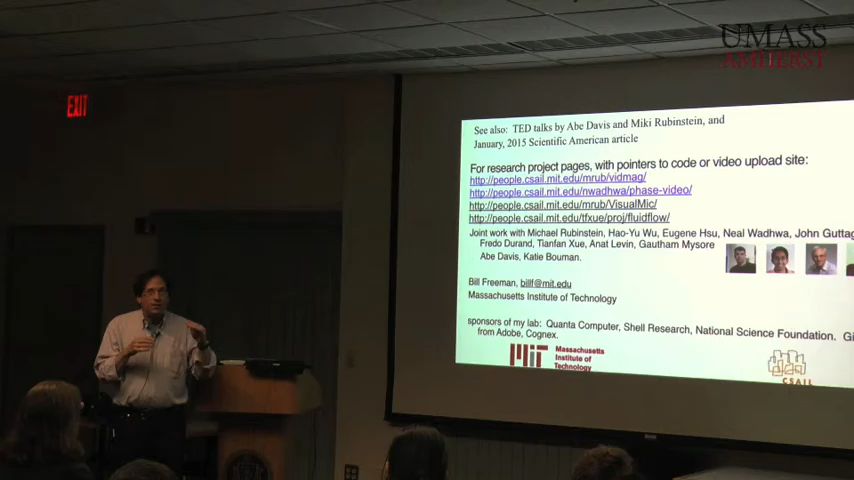 UMASS
AMHERST
EXIT
See also: TED talks by Abe Davis and Miki Rubinstein, and
January, 2015 Scientific American article
For research project pages, with pointers to code or video upload site:
http://people.csail.mit.edu/mrub/vidmag/
http://people.csail.mit.edu/nwadhwa/phase-video/
http://people.csail.mit.edu/mrub/VisualMic/
http://people.csail.mit.edu/tfxue/proj/fluidflow/
Joint work with Michael Rubinstein, Hao-Yu Wu, Eugene Hsu, Neal Wadhwa, John Guttag
Fredo Durand, Tianfan Xue, Anat Levin, Gautham Mysore
Abe Davis, Katie Bouman.
Bill Freeman, billf@mit.edu
Massachusetts Institute of Technology
sponsors of my lab: Quanta Computer, Shell Research, National Science Foundation. Gi
from Adobe, Cognex.
MIT
Massachusetts
Institute of
Technology
CSAIL